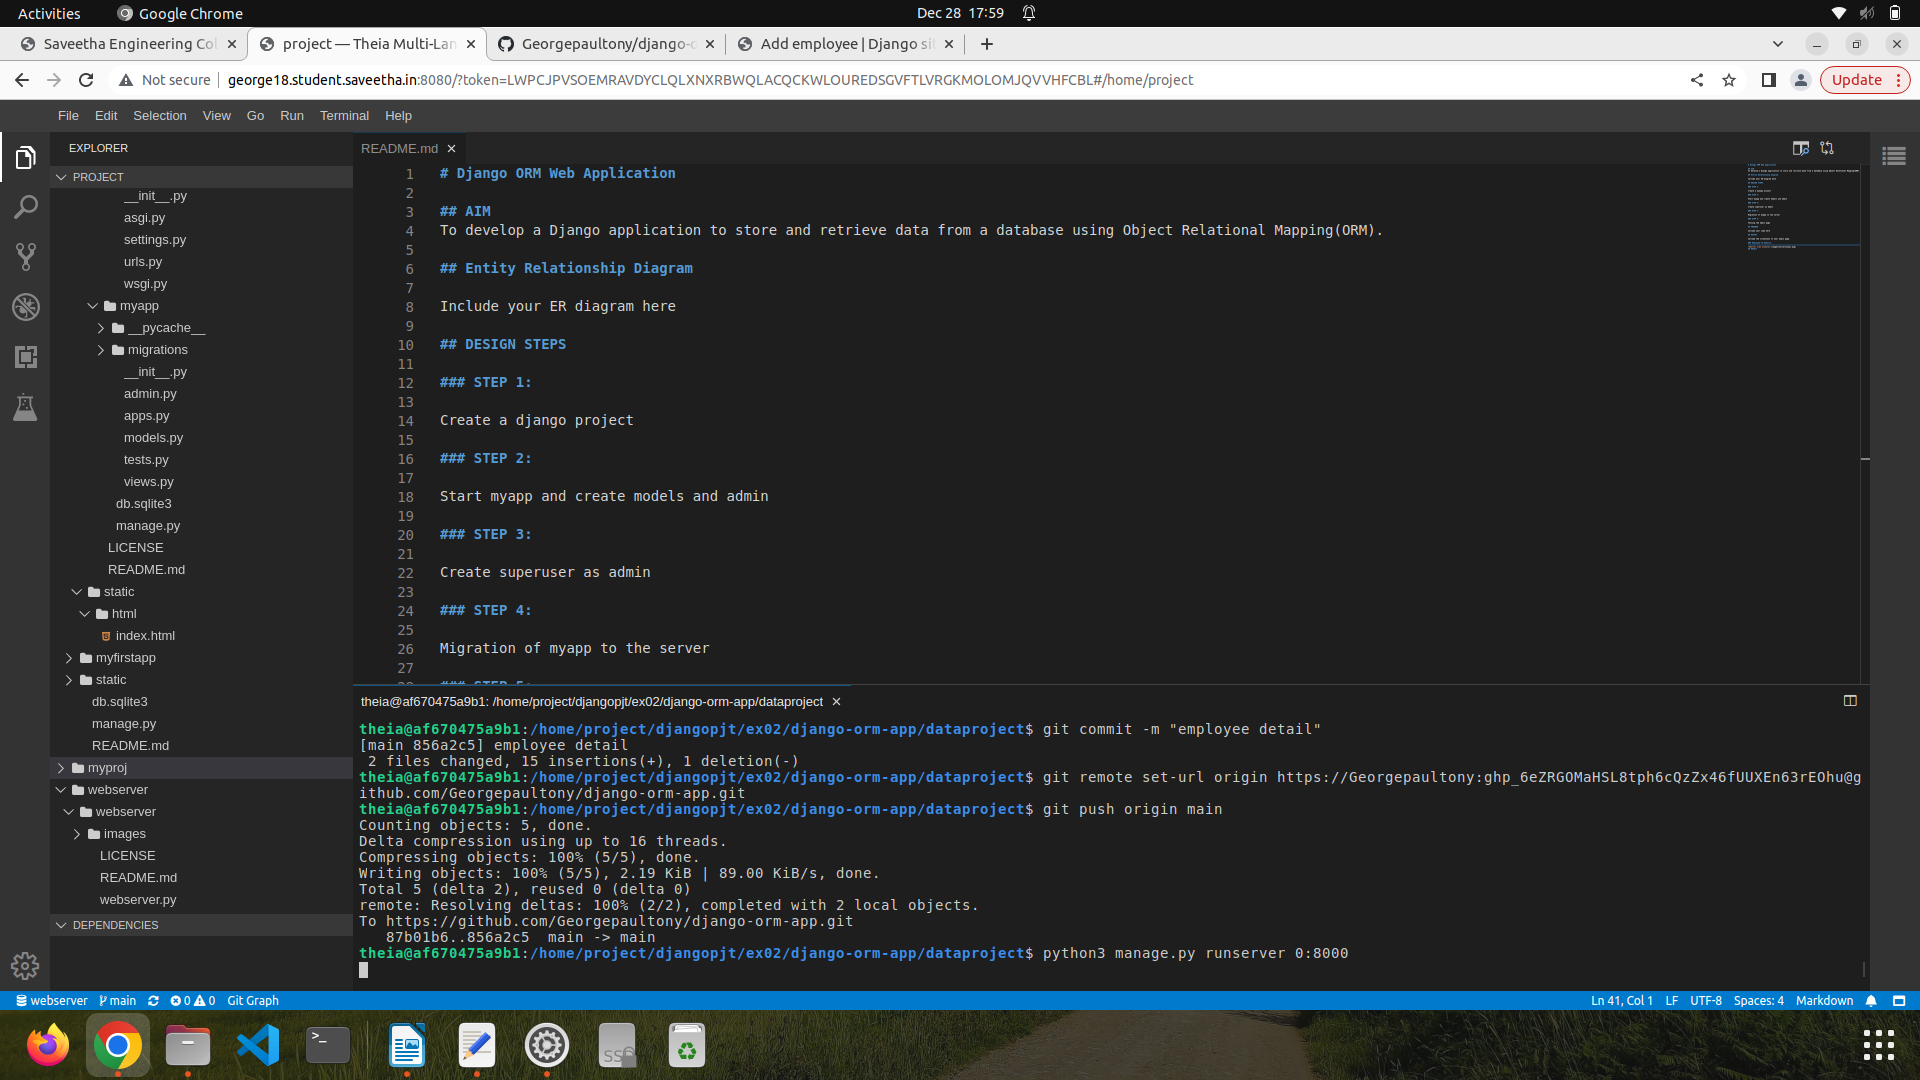 Activities
Google Chrome
Dec 28 17:59
Saveetha Engineering Col
project — Theia Multi-Lan
Georgepaultony/django-o
Add employee | Django sit
Not secure
george18.student.saveetha.in:8080/?token=LWPCJPVSOEMRAVDYCLQLXNXRBWQLACQCKWLOUREDSGVFTLVRGKMOLOMJQVVHFCBL#/home/project
Update
File Edit Selection View Go Run Terminal Help
EXPLORER
PROJECT
__init__.py
asgi.py
settings.py
urls.py
wsgi.py
myapp
__pycache__
migrations
__init__.py
admin.py
apps.py
models.py
tests.py
views.py
db.sqlite3
manage.py
LICENSE
README.md
static
html
index.html
myfirstapp
static
db.sqlite3
manage.py
README.md
myproj
webserver
webserver
images
LICENSE
README.md
webserver.py
DEPENDENCIES
README.md
1 # Django ORM Web Application
2
3 ## AIM
4 To develop a Django application to store and retrieve data from a database using Object Relational Mapping(ORM).
5
6 ## Entity Relationship Diagram
7
8 Include your ER diagram here
9
10 ## DESIGN STEPS
11
12 ### STEP 1:
13
14 Create a django project
15
16 ### STEP 2:
17
18 Start myapp and create models and admin
19
20 ### STEP 3:
21
22 Create superuser as admin
23
24 ### STEP 4:
25
26 Migration of myapp to the server
27
28 ### STEP 5:
theia@af670475a9b1: /home/project/djangopjt/ex02/django-orm-app/dataproject
theia@af670475a9b1:/home/project/djangopjt/ex02/django-orm-app/dataproject$ git commit -m "employee detail"
[main 856a2c5] employee detail
2 files changed, 15 insertions(+), 1 deletion(-)
theia@af670475a9b1:/home/project/djangopjt/ex02/django-orm-app/dataproject$ git remote set-url origin https://Georgepaultony: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@g
ithub.com/Georgepaultony/django-orm-app.git
theia@af670475a9b1:/home/project/djangopjt/ex02/django-orm-app/dataproject$ git push origin main
Counting objects: 5, done.
Delta compression using up to 16 threads.
Compressing objects: 100% (5/5), done.
Writing objects: 100% (5/5), 2.19 KiB | 89.00 KiB/s, done.
Total 5 (delta 2), reused 0 (delta 0)
remote: Resolving deltas: 100% (2/2), completed with 2 local objects.
To https://github.com/Georgepaultony/django-orm-app.git
87b01b6..856a2c5 main -> main
theia@af670475a9b1:/home/project/djangopjt/ex02/django-orm-app/dataproject$ python3 manage.py runserver 0:8000
webserver main 0 0 Git Graph
Ln 41, Col 1 LF UTF-8 Spaces: 4 Markdown